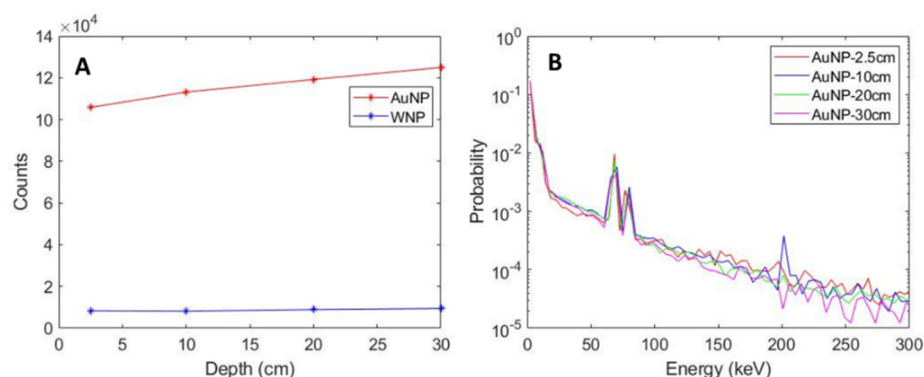 ×10⁴
A
14
12
10
8
6
4
2
0
Counts
AuNP
WNP
0 5 10 15 20 25 30
Depth (cm)
B
10⁰
10⁻¹
10⁻²
10⁻³
10⁻⁴
10⁻⁵
Probability
AuNP-2.5cm
AuNP-10cm
AuNP-20cm
AuNP-30cm
0 50 100 150 200 250 300
Energy (keV)